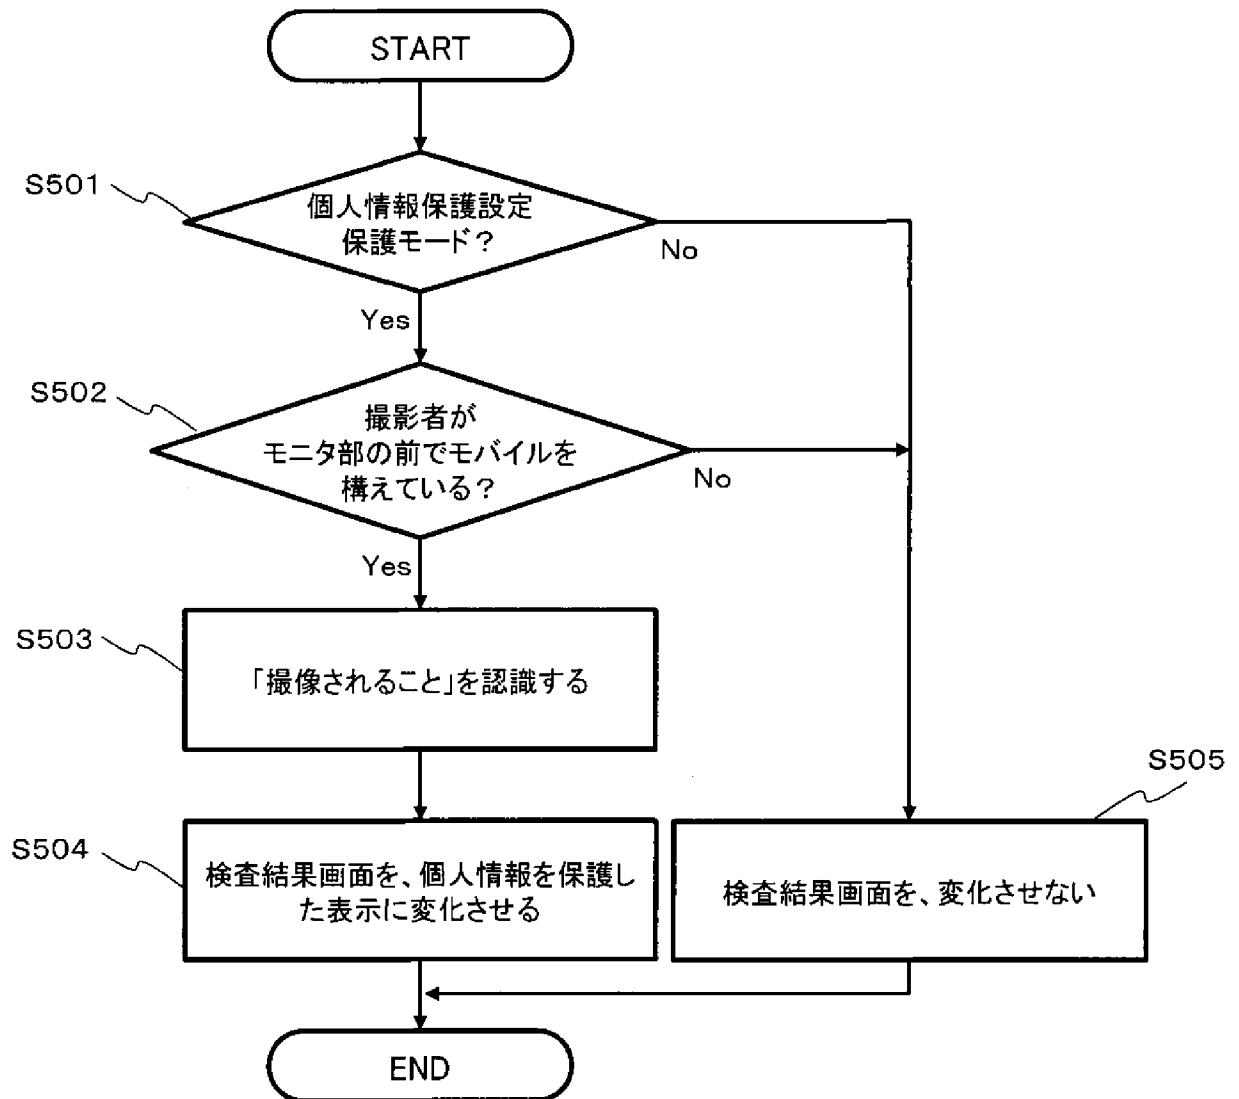 START
S501
個人情報保護設定
保護モード？
No
Yes
S502
撮影者が
モニタ部の前でモバイルを
構えている？
No
Yes
S503
「撮像されること」を認識する
S505
S504
検査結果画面を、個人情報を保護し
た表示に変化させる
検査結果画面を、変化させない
END